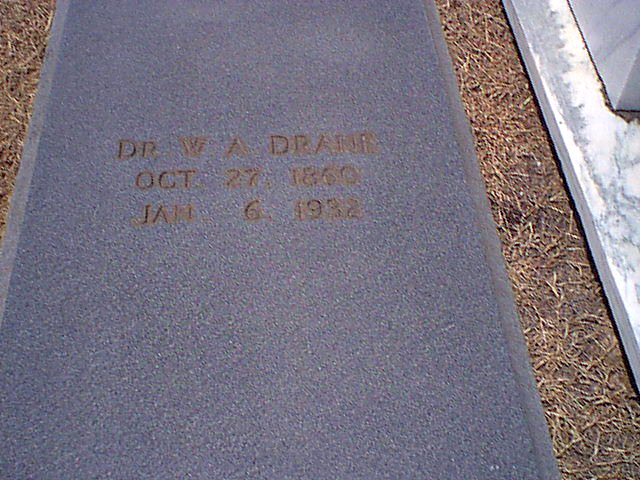 DR. W. A. DRANE
OCT. 27, 1860
JAN. 6, 1932